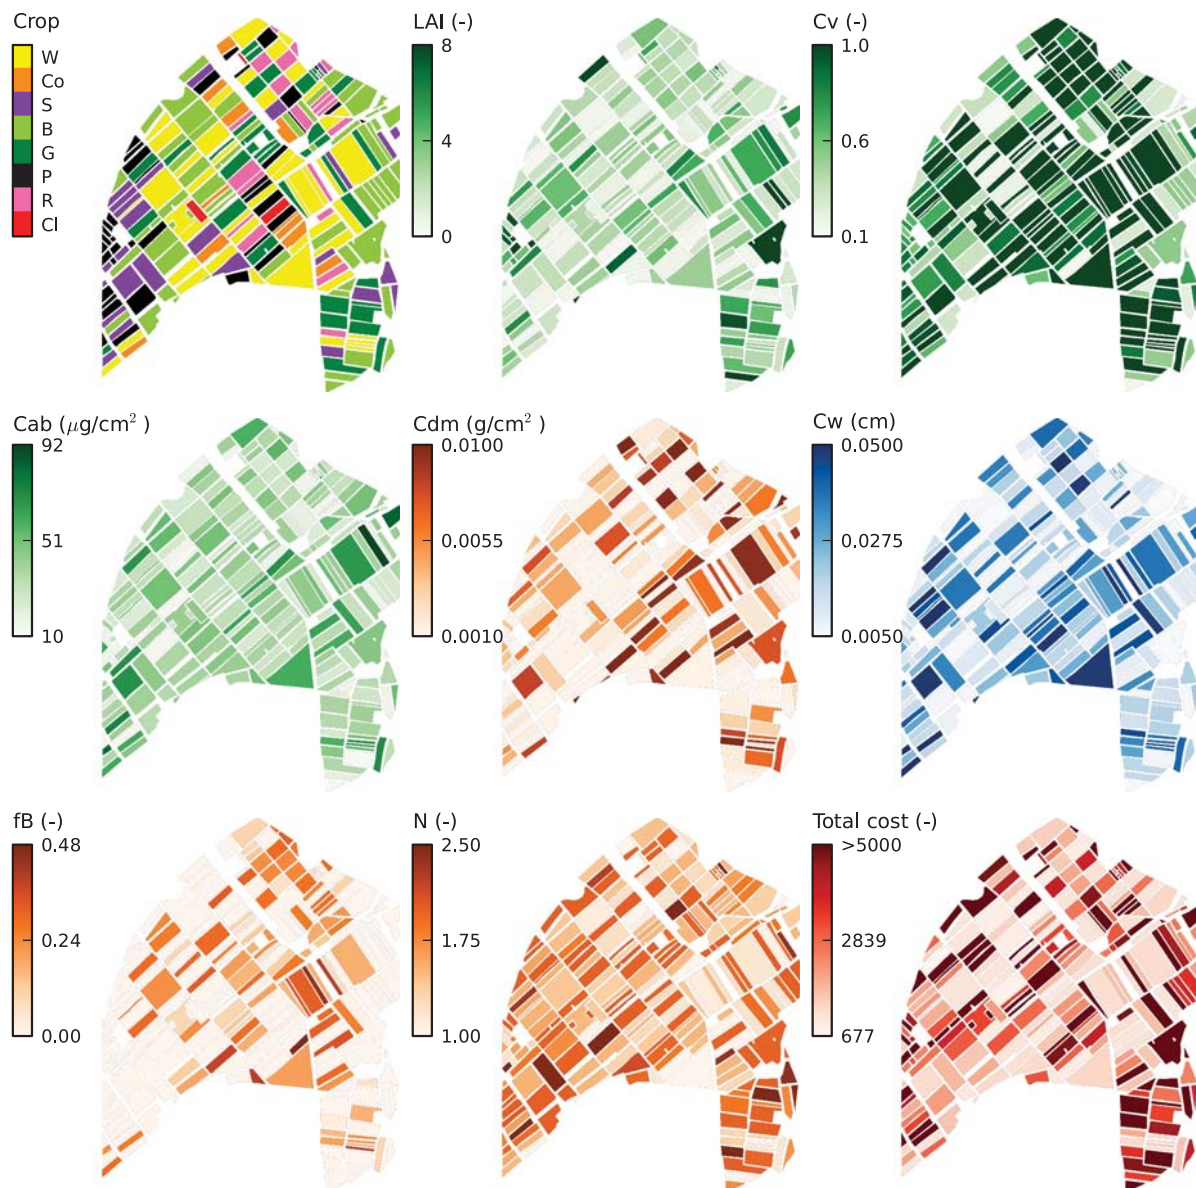 Crop
W
Co
S
B
G
P
R
Cl
LAI (-)
8
4
0
Cv (-)
1.0
0.6
0.1
Cab (μg/cm²)
92
51
10
Cdm (g/cm²)
0.0100
0.0055
0.0010
Cw (cm)
0.0500
0.0275
0.0050
fB (-)
0.48
0.24
0.00
N (-)
2.50
1.75
1.00
Total cost (-)
>5000
2839
677